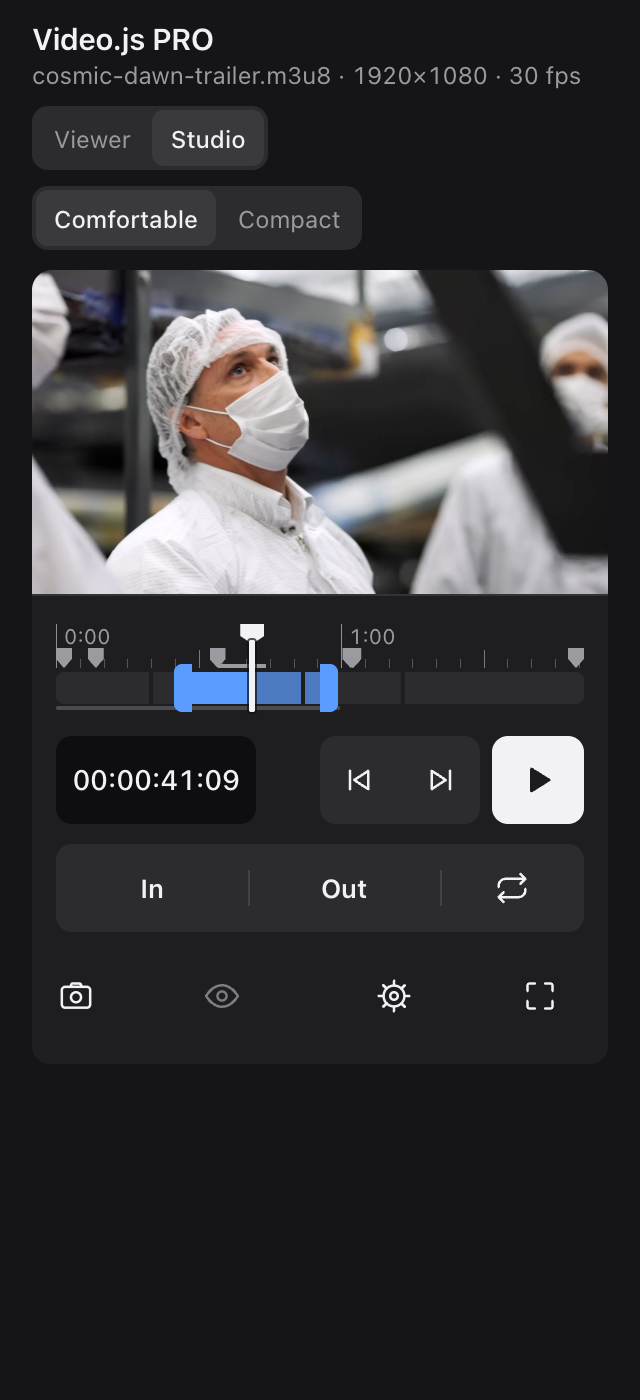 Video.js PRO
cosmic-dawn-trailer.m3u8 · 1920×1080 · 30 fps
Viewer Studio
Comfortable Compact
0:00 1:00
00:00:41:09
In Out